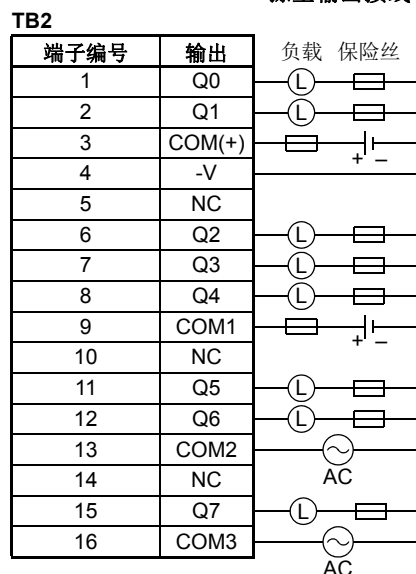 TB2
端子编号 输出 负载 保险丝
1 Q0 L
2 Q1 L
3 COM(+) + –
4 -V
5 NC
6 Q2 L
7 Q3 L
8 Q4 L
9 COM1 + –
10 NC
11 Q5 L
12 Q6 L
13 COM2
14 NC AC
15 Q7 L
16 COM3
AC